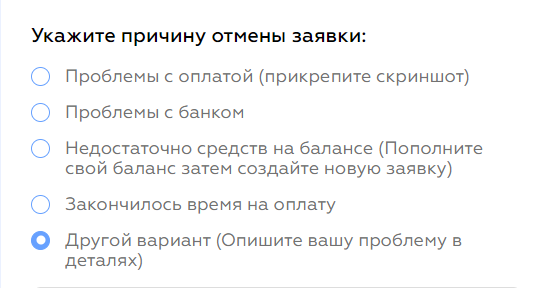 Укажите причину отмены заявки:
Проблемы с оплатой (прикрепите скриншот)
Проблемы с банком
Недостаточно средств на балансе (Пополните
свой баланс затем создайте новую заявку)
Закончилось время на оплату
Другой вариант (Опишите вашу проблему в
деталях)